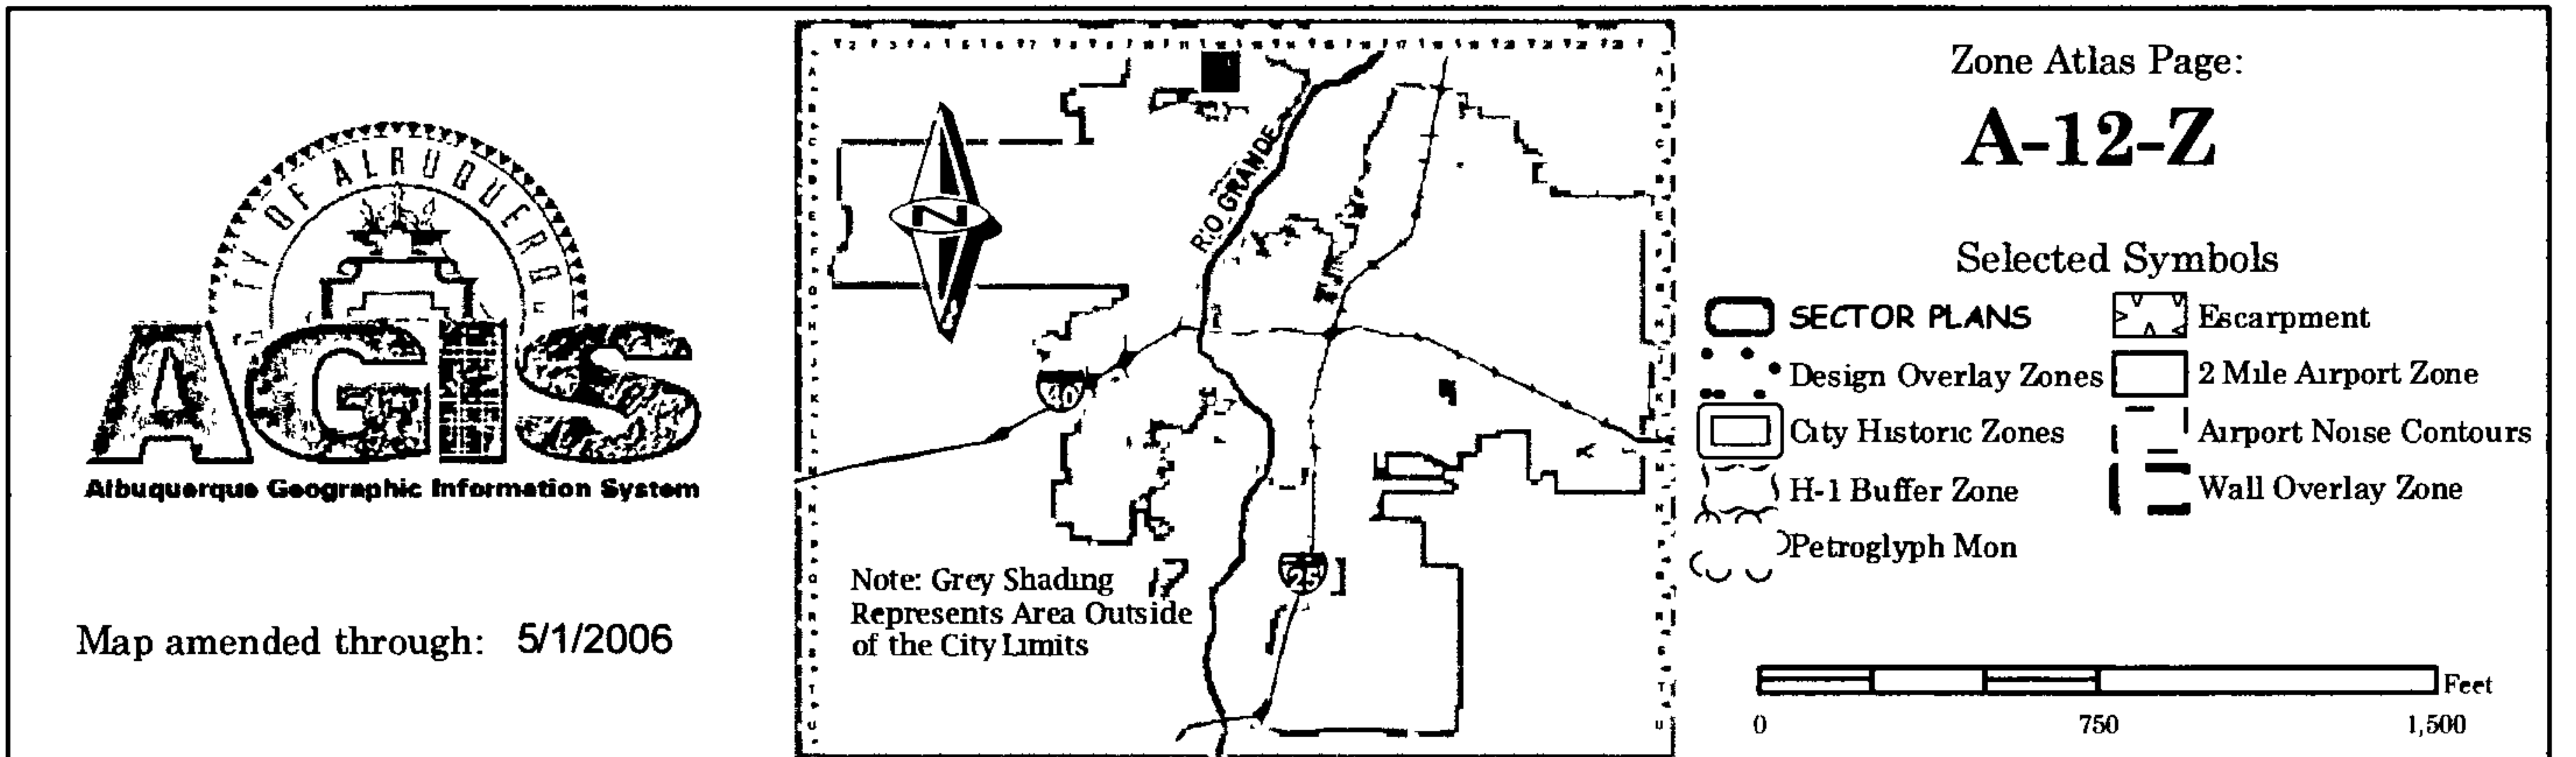 CITY OF ALBUQUERQUE
AGIS
Albuquerque Geographic Information System
Map amended through: 5/1/2006
RIO GRANDE
N
40
25
Note: Grey Shading
Represents Area Outside
of the City Limits
Zone Atlas Page:
A-12-Z
Selected Symbols
SECTOR PLANS
Escarpment
Design Overlay Zones
2 Mile Airport Zone
City Historic Zones
Airport Noise Contours
H-1 Buffer Zone
Wall Overlay Zone
Petroglyph Mon
Feet
0 750 1,500